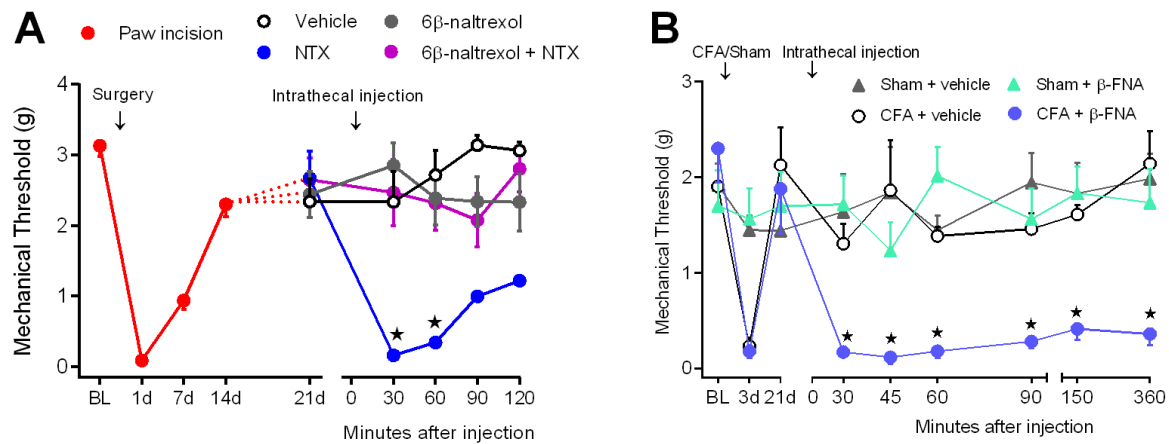 A
Paw incision
Vehicle
NTX
6β-naltrexol
6β-naltrexol + NTX
Surgery
Intrathecal injection
Mechanical Threshold (g)
4
3
2
1
0
BL 1d 7d 14d 21d 0 30 60 90 120
Minutes after injection
B
CFA/Sham
Intrathecal injection
Sham + vehicle
Sham + β-FNA
CFA + vehicle
CFA + β-FNA
Mechanical Threshold (g)
3
2
1
0
BL 3d 21d 0 30 45 60 90 150 360
Minutes after injection